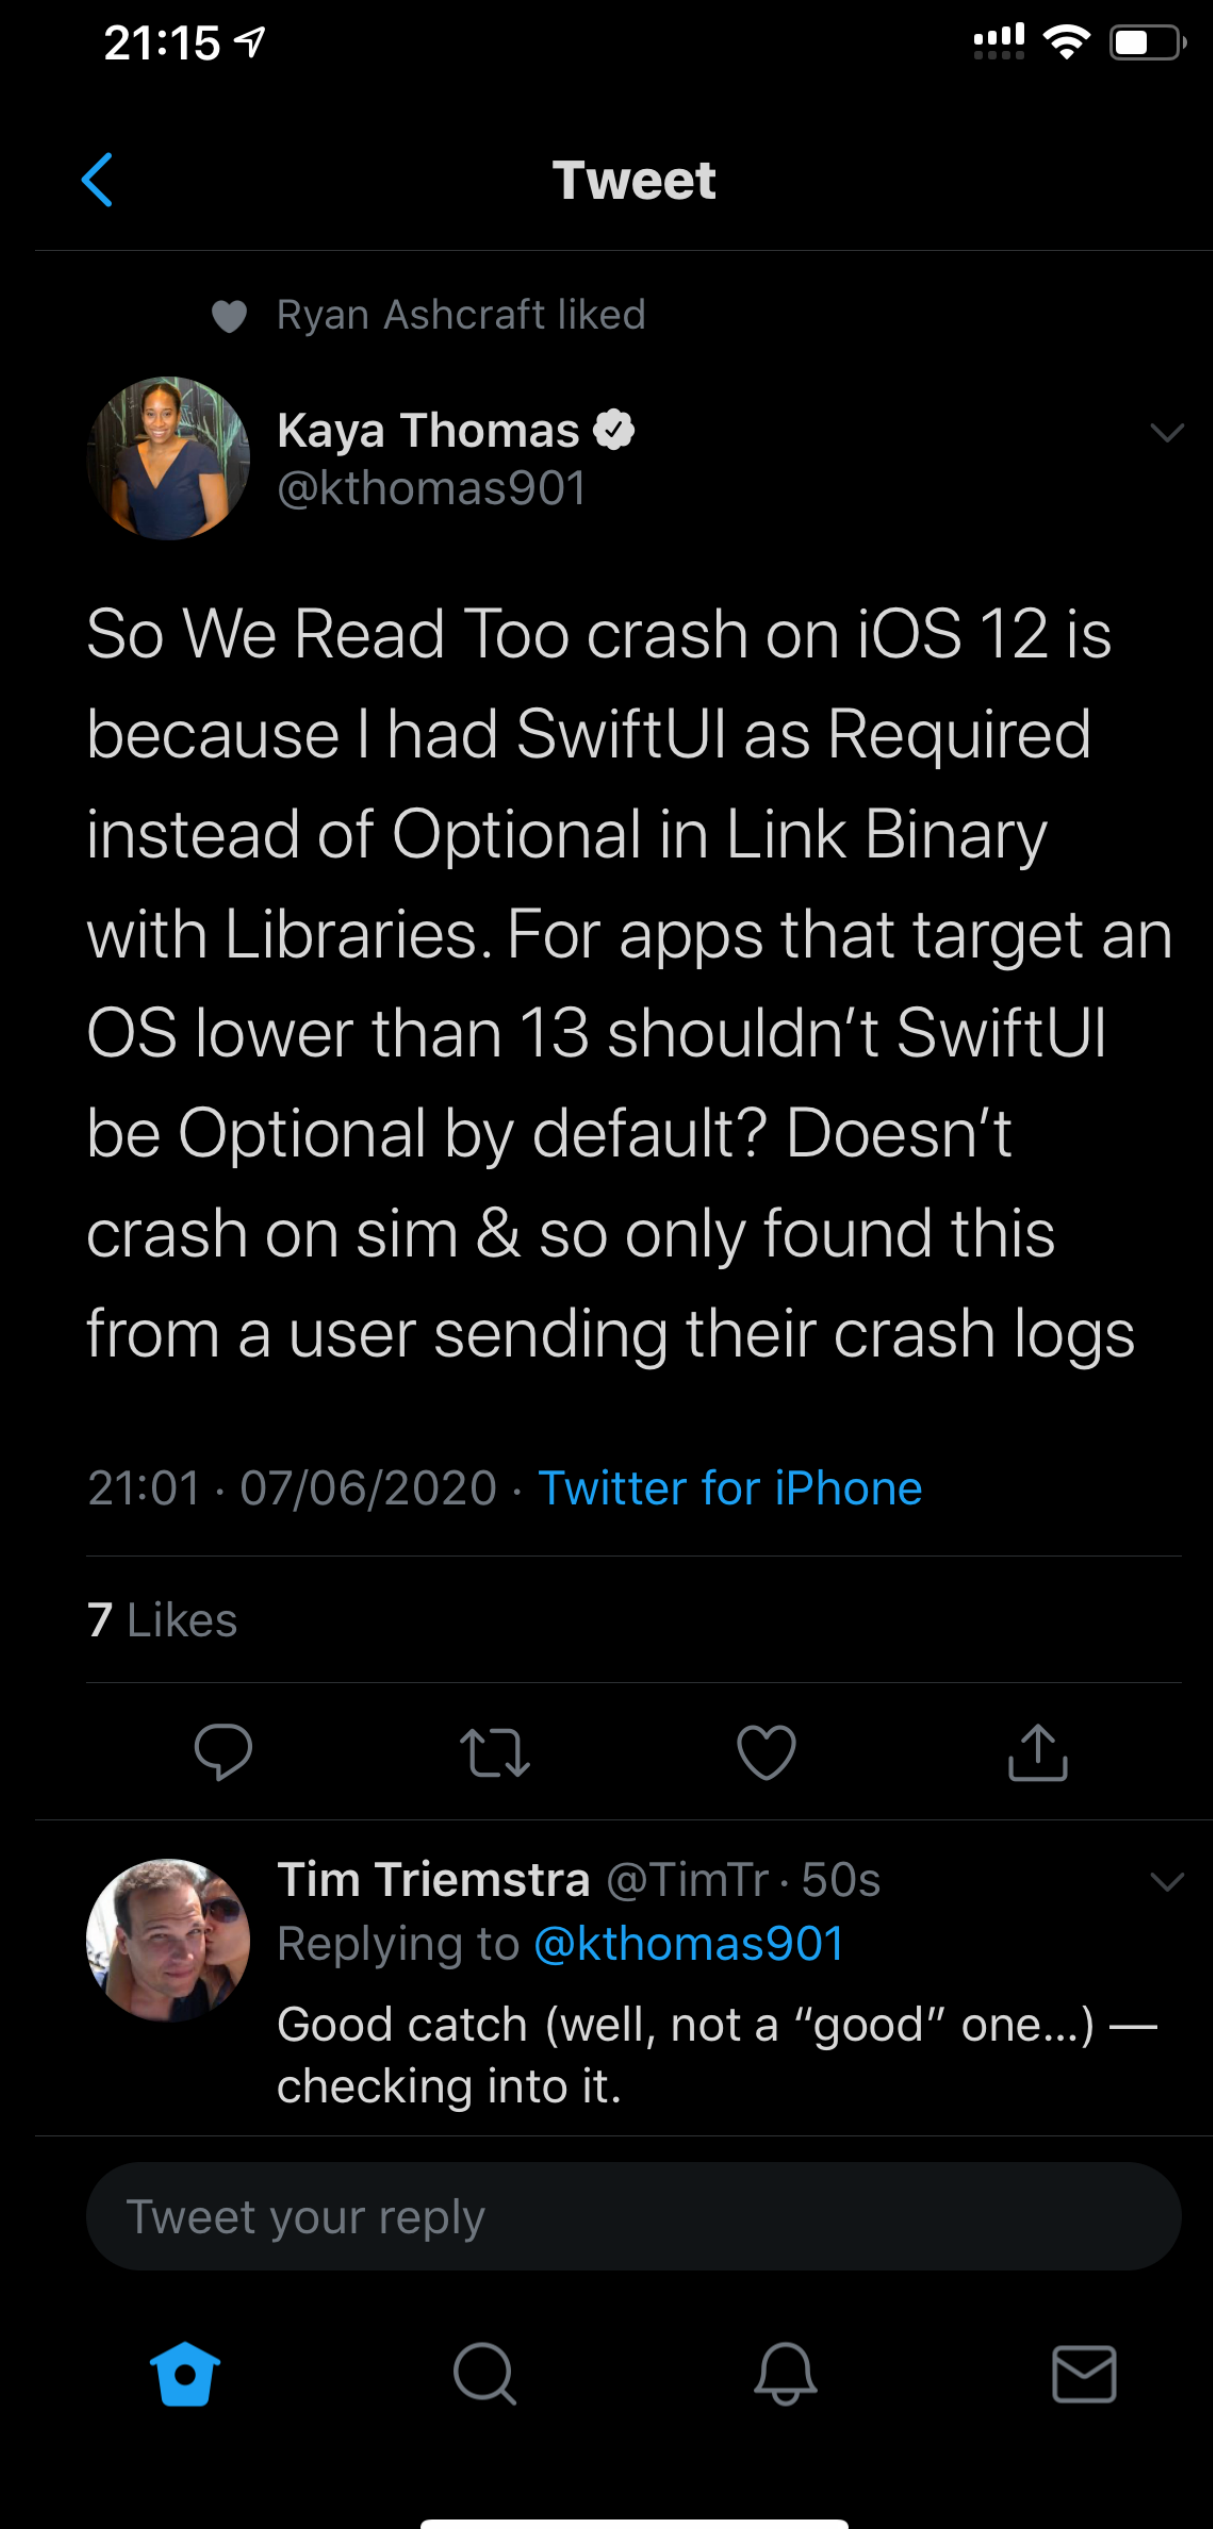 21:15
Tweet
Ryan Ashcraft liked
Kaya Thomas
@kthomas901
So We Read Too crash on iOS 12 is
because I had SwiftUI as Required
instead of Optional in Link Binary
with Libraries. For apps that target an
OS lower than 13 shouldn’t SwiftUI
be Optional by default? Doesn’t
crash on sim & so only found this
from a user sending their crash logs
21:01 · 07/06/2020 · Twitter for iPhone
7 Likes
Tim Triemstra @TimTr · 50s
Replying to @kthomas901
Good catch (well, not a “good” one...) —
checking into it.
Tweet your reply